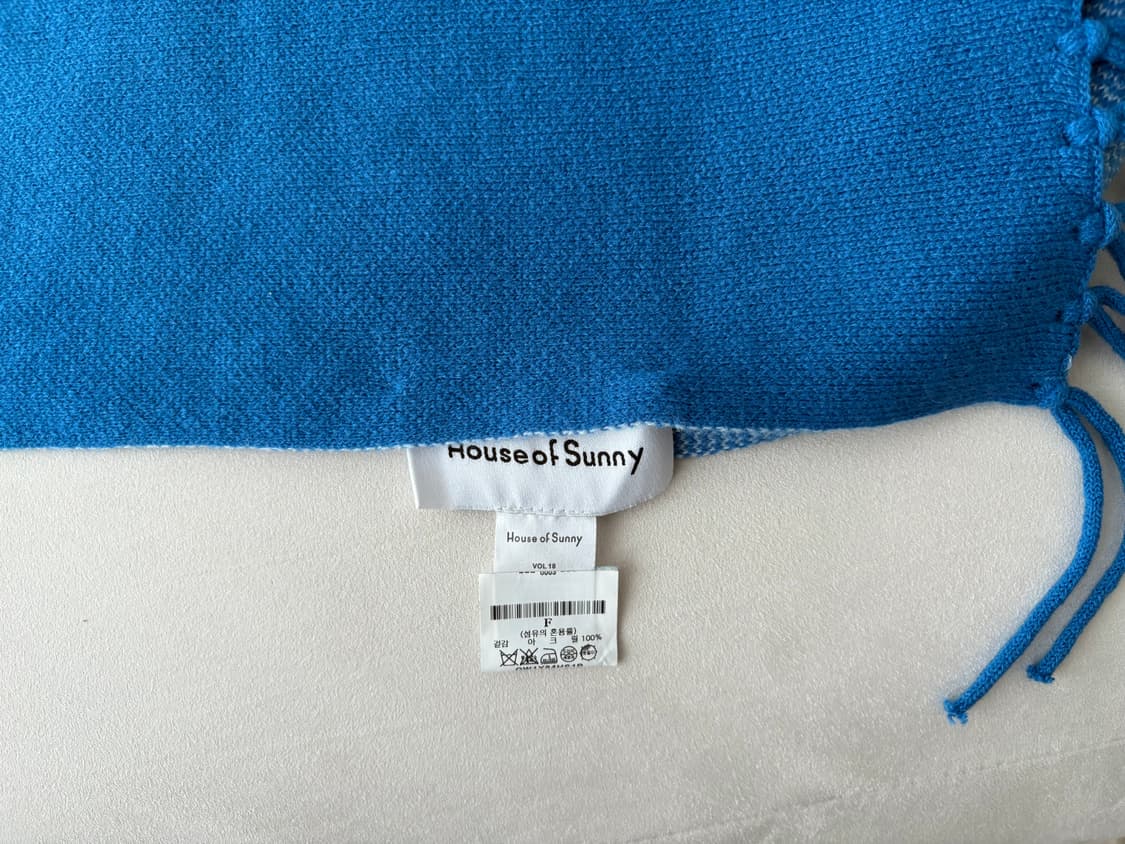 House of Sunny
House of Sunny
VOL 18
F
(섬유의 혼용률)
겉감 아 크 릴 100%